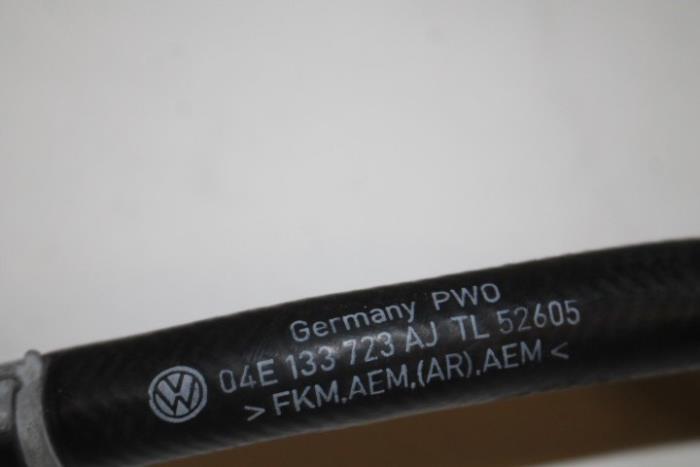 Germany PWO
04E 133 723 AJ TL 52605
>FKM,AEM,(AR),AEM<